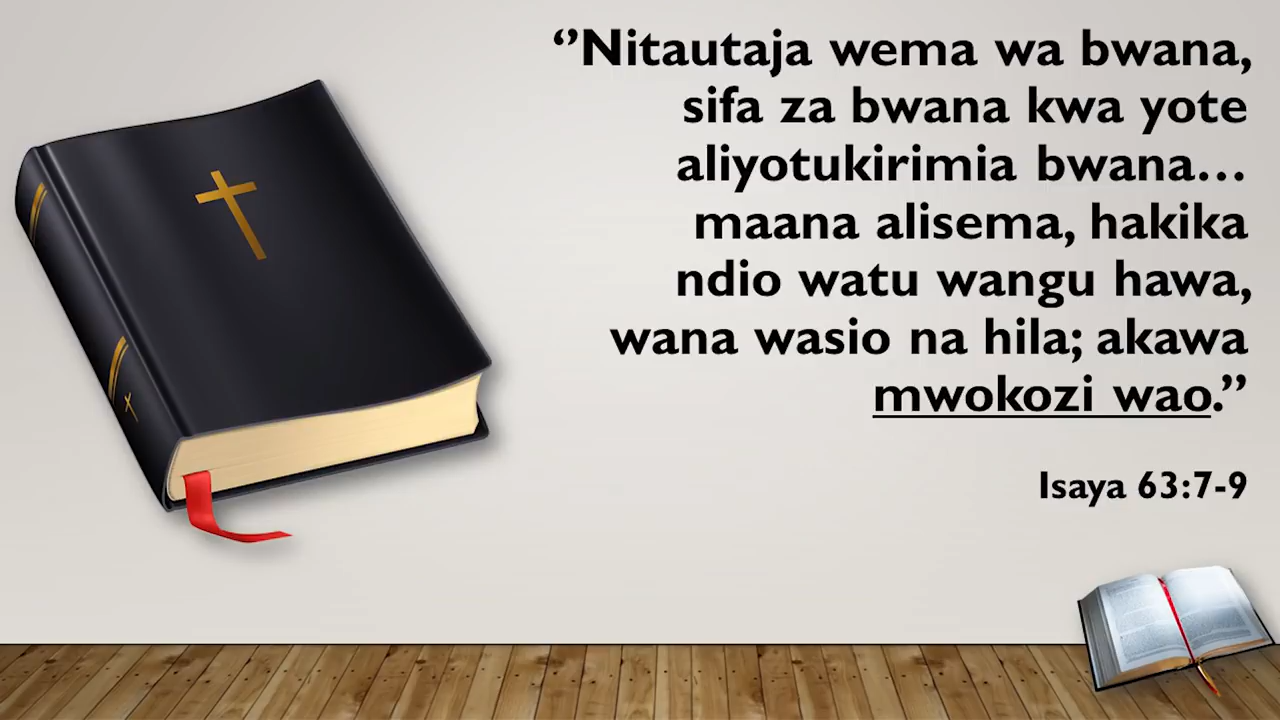 ‘’Nitautaja wema wa bwana,
sifa za bwana kwa yote
aliyotukirimia bwana…
maana alisema, hakika
ndio watu wangu hawa,
wana wasio na hila; akawa
mwokozi wao.’’
Isaya 63:7-9